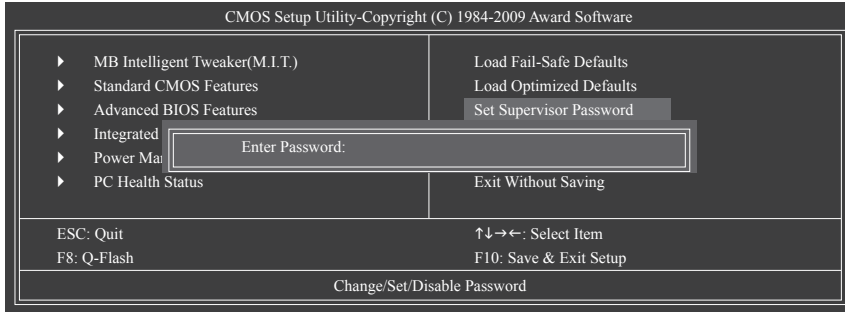 CMOS Setup Utility-Copyright (C) 1984-2009 Award Software
MB Intelligent Tweaker(M.I.T.)
Standard CMOS Features
Advanced BIOS Features
Integrated
Power Ma
PC Health Status
Load Fail-Safe Defaults
Load Optimized Defaults
Set Supervisor Password
Exit Without Saving
Enter Password:
ESC: Quit
F8: Q-Flash
↑↓→←: Select Item
F10: Save & Exit Setup
Change/Set/Disable Password